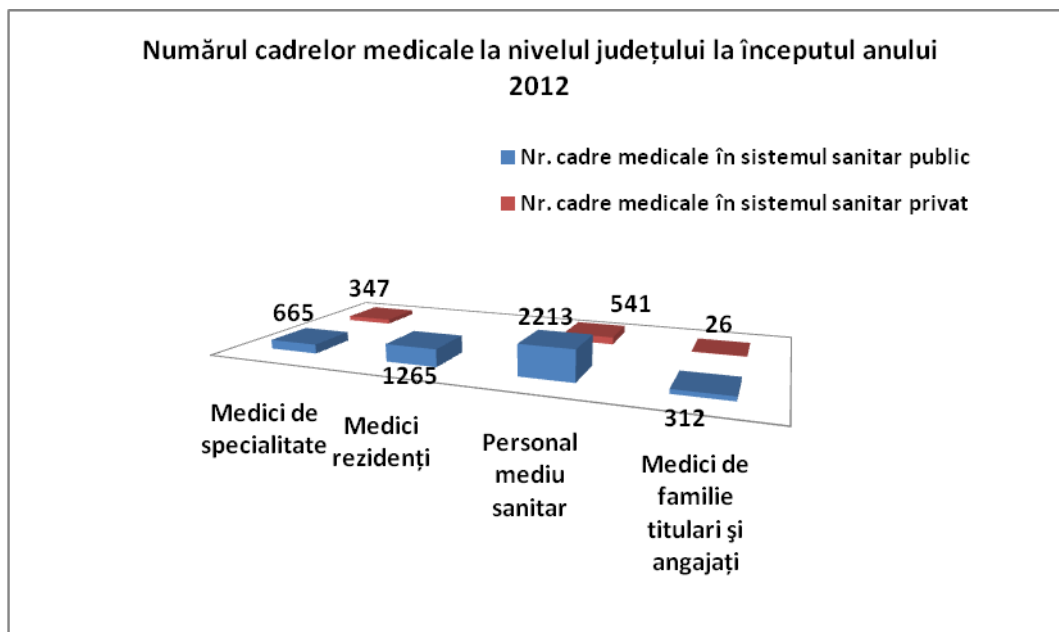 Numărul cadrelor medicale la nivelul județului la începutul anului
2012
Nr. cadre medicale în sistemul sanitar public
Nr. cadre medicale în sistemul sanitar privat
347
665
541
2213
26
1265
312
Medici de
specialitate
Medici
rezidenți
Personal
mediu
sanitar
Medici de
familie
titulari şi
angajați